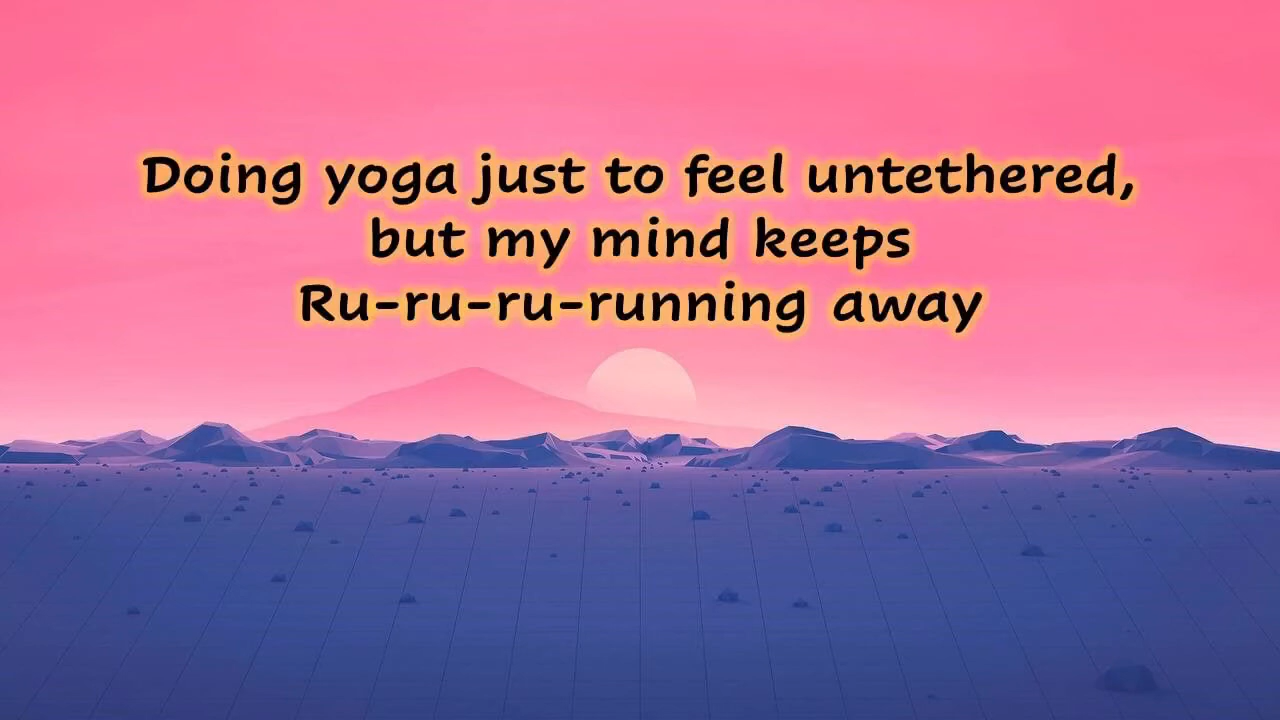 Doing yoga just to feel untethered,
but my mind keeps
Ru-ru-ru-running away